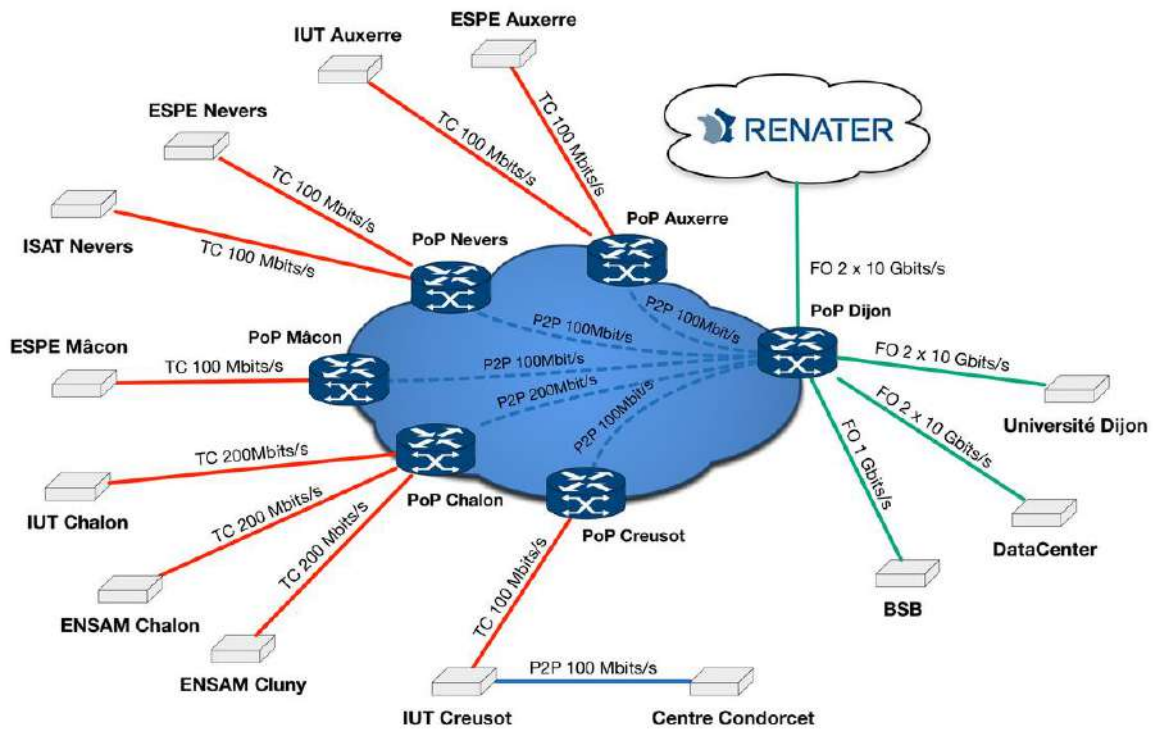 ESPE Auxerre
IUT Auxerre
ESPE Nevers
TC 100 Mbits/s
TC 100 Mbits/s
RENATER
TC 100 Mbits/s
ISAT Nevers
TC 100 Mbits/s
PoP Nevers
PoP Auxerre
FO 2 x 10 Gbits/s
PoP Dijon
P2P 100Mbit/s
P2P 100Mbit/s
ESPE Mâcon
TC 100 Mbits/s
PoP Mâcon
P2P 100Mbit/s
P2P 200Mbit/s
P2P 100Mbit/s
FO 2 x 10 Gbits/s
Université Dijon
FO 2 x 10 Gbits/s
FO 1 Gbits/s
TC 200Mbits/s
IUT Chalon
PoP Chalon
TC 200 Mbits/s
TC 200 Mbits/s
PoP Creusot
DataCenter
BSB
ENSAM Chalon
TC 100 Mbits/s
ENSAM Cluny
P2P 100 Mbits/s
IUT Creusot
Centre Condorcet